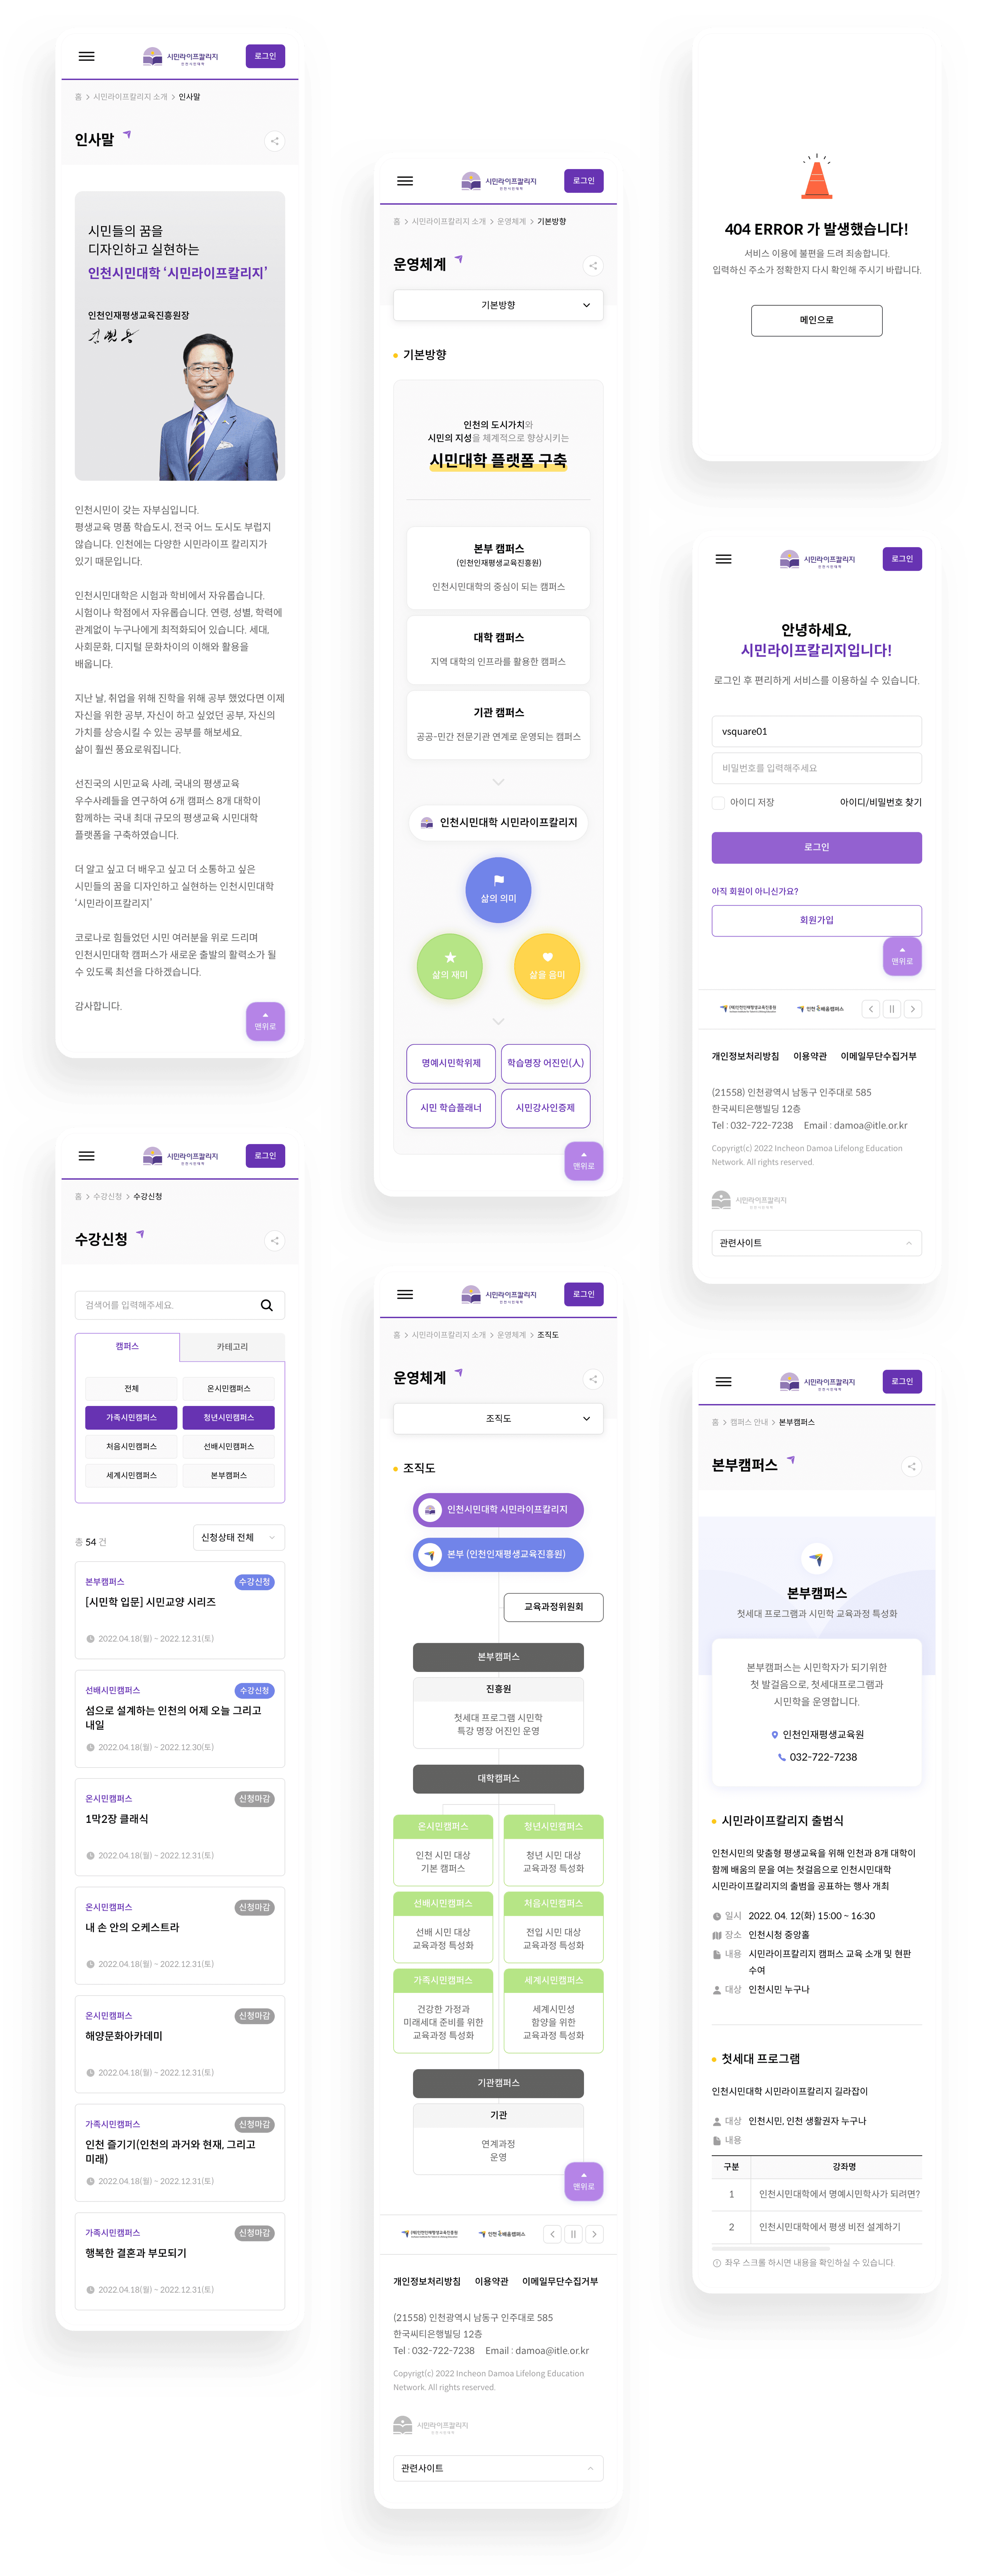 시민라이프칼리지
인천시민대학
로그인
홈 > 시민라이프칼리지 소개 > 인사말
인사말
시민들의 꿈을
디자인하고 실현하는
인천시민대학 ‘시민라이프칼리지’
인천인재평생교육진흥원장
인천시민이 갖는 자부심입니다.
평생교육 명품 학습도시, 전국 어느 도시도 부럽지
않습니다. 인천에는 다양한 시민라이프 칼리지가
있기 때문입니다.
인천시민대학은 시험과 학비에서 자유롭습니다.
시험이나 학점에서 자유롭습니다. 연령, 성별, 학력에
관계없이 누구나에게 최적화되어 있습니다. 세대,
사회문화, 디지털 문화차이의 이해와 활용을
배웁니다.
지난 날, 취업을 위해 진학을 위해 공부 했었다면 이제
자신을 위한 공부, 자신이 하고 싶었던 공부, 자신의
가치를 상승시킬 수 있는 공부를 해보세요.
삶이 훨씬 풍요로워집니다.
선진국의 시민교육 사례, 국내의 평생교육
우수사례들을 연구하여 6개 캠퍼스 8개 대학이
함께하는 국내 최대 규모의 평생교육 시민대학
플랫폼을 구축하였습니다.
더 알고 싶고 더 배우고 싶고 더 소통하고 싶은
시민들의 꿈을 디자인하고 실현하는 인천시민대학
‘시민라이프칼리지’
코로나로 힘들었던 시민 여러분을 위로 드리며
인천시민대학 캠퍼스가 새로운 출발의 활력소가 될
수 있도록 최선을 다하겠습니다.
감사합니다.
맨위로
시민라이프칼리지
인천시민대학
로그인
홈 > 수강신청 > 수강신청
수강신청
검색어를 입력해주세요.
캠퍼스 카테고리
전체 온시민캠퍼스
가족시민캠퍼스 청년시민캠퍼스
처음시민캠퍼스 선배시민캠퍼스
세계시민캠퍼스 본부캠퍼스
총 54 건 신청상태 전체
본부캠퍼스 수강신청
[시민학 입문] 시민교양 시리즈
2022.04.18(월) ~ 2022.12.31(토)
선배시민캠퍼스 수강신청
섬으로 설계하는 인천의 어제 오늘 그리고
내일
2022.04.18(월) ~ 2022.12.30(토)
온시민캠퍼스 신청마감
1막2장 클래식
2022.04.18(월) ~ 2022.12.31(토)
온시민캠퍼스 신청마감
내 손 안의 오케스트라
2022.04.18(월) ~ 2022.12.31(토)
온시민캠퍼스 신청마감
해양문화아카데미
2022.04.18(월) ~ 2022.12.31(토)
가족시민캠퍼스 신청마감
인천 즐기기(인천의 과거와 현재, 그리고
미래)
2022.04.18(월) ~ 2022.12.31(토)
가족시민캠퍼스 신청마감
행복한 결혼과 부모되기
2022.04.18(월) ~ 2022.12.31(토)
시민라이프칼리지
인천시민대학
로그인
홈 > 시민라이프칼리지 소개 > 운영체계 > 기본방향
운영체계
기본방향
기본방향
인천의 도시가치와
시민의 지성을 체계적으로 향상시키는
시민대학 플랫폼 구축
본부 캠퍼스
(인천인재평생교육진흥원)
인천시민대학의 중심이 되는 캠퍼스
대학 캠퍼스
지역 대학의 인프라를 활용한 캠퍼스
기관 캠퍼스
공공-민간 전문기관 연계로 운영되는 캠퍼스
인천시민대학 시민라이프칼리지
삶의 의미
삶의 재미
삶을 음미
명예시민학위제 학습명장 어진인(人)
시민 학습플래너 시민강사인증제
맨위로
시민라이프칼리지
인천시민대학
로그인
홈 > 시민라이프칼리지 소개 > 운영체계 > 조직도
운영체계
조직도
조직도
인천시민대학 시민라이프칼리지
본부 (인천인재평생교육진흥원)
교육과정위원회
본부캠퍼스
진흥원
첫세대 프로그램 시민학
특강 명장 어진인 운영
대학캠퍼스
온시민캠퍼스
인천 시민 대상
기본 캠퍼스
청년시민캠퍼스
청년 시민 대상
교육과정 특성화
선배시민캠퍼스
선배 시민 대상
교육과정 특성화
처음시민캠퍼스
전입 시민 대상
교육과정 특성화
가족시민캠퍼스
건강한 가정과
미래세대 준비를 위한
교육과정 특성화
세계시민캠퍼스
세계시민성
함양을 위한
교육과정 특성화
기관캠퍼스
기관
연계과정
운영
맨위로
(재)인천인재평생교육진흥원
개인정보처리방침 이용약관 이메일무단수집거부
(21558) 인천광역시 남동구 인주대로 585
한국씨티은행빌딩 12층
Tel : 032-722-7238 Email : damoa@itle.or.kr
Copyrigt(c) 2022 Incheon Damoa Lifelong Education
Network. All rights reserved.
시민라이프칼리지
인천시민대학
관련사이트
404 ERROR 가 발생했습니다!
서비스 이용에 불편을 드려 죄송합니다.
입력하신 주소가 정확한지 다시 확인해 주시기 바랍니다.
메인으로
시민라이프칼리지
인천시민대학
로그인
안녕하세요,
시민라이프칼리지입니다!
로그인 후 편리하게 서비스를 이용하실 수 있습니다.
vsquare01
비밀번호를 입력해주세요
아이디 저장 아이디/비밀번호 찾기
로그인
아직 회원이 아니신가요?
회원가입
맨위로
(재)인천인재평생교육진흥원
개인정보처리방침 이용약관 이메일무단수집거부
(21558) 인천광역시 남동구 인주대로 585
한국씨티은행빌딩 12층
Tel : 032-722-7238 Email : damoa@itle.or.kr
Copyrigt(c) 2022 Incheon Damoa Lifelong Education
Network. All rights reserved.
시민라이프칼리지
인천시민대학
관련사이트
시민라이프칼리지
인천시민대학
로그인
홈 > 캠퍼스 안내 > 본부캠퍼스
본부캠퍼스
본부캠퍼스
첫세대 프로그램과 시민학 교육과정 특성화
본부캠퍼스는 시민학자가 되기위한
첫 발걸음으로, 첫세대프로그램과
시민학을 운영합니다.
인천인재평생교육원
032-722-7238
시민라이프칼리지 출범식
인천시민의 맞춤형 평생교육을 위해 인천과 8개 대학이
함께 배움의 문을 여는 첫걸음으로 인천시민대학
시민라이프칼리지의 출범을 공표하는 행사 개최
일시 2022. 04. 12(화) 15:00 ~ 16:30
장소 인천시청 중앙홀
내용 시민라이프칼리지 캠퍼스 교육 소개 및 현판
수여
대상 인천시민 누구나
첫세대 프로그램
인천시민대학 시민라이프칼리지 길라잡이
대상 인천시민, 인천 생활권자 누구나
내용
구분 강좌명
1 인천시민대학에서 명예시민학사가 되려면?
2 인천시민대학에서 평생 비전 설계하기
좌우 스크롤 하시면 내용을 확인하실 수 있습니다.